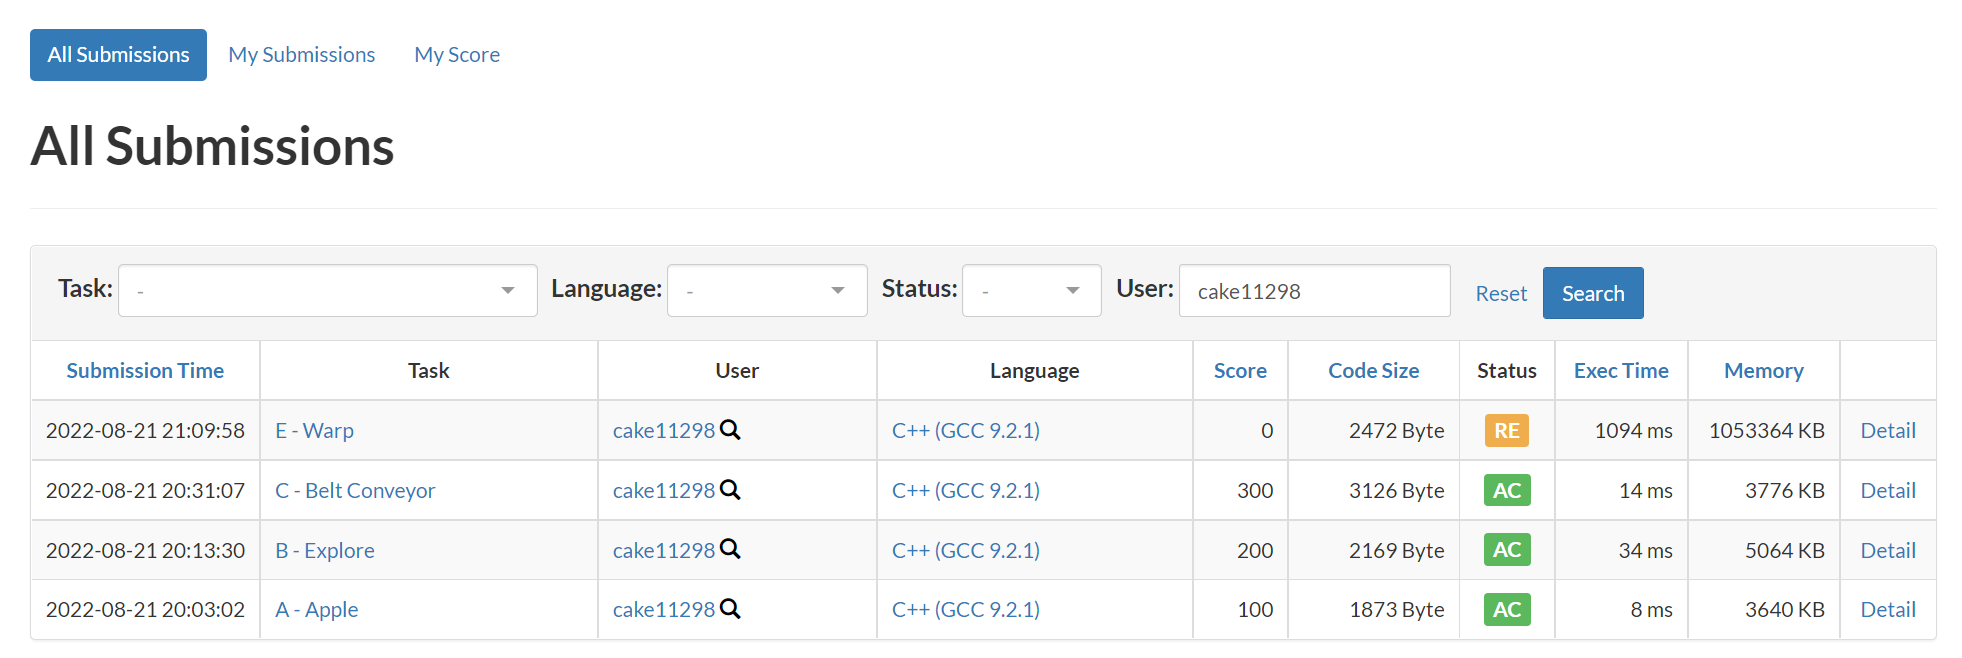 All Submissions My Submissions My Score
All Submissions
Task: - Language: - Status: - User: cake11298 Reset Search
Submission Time Task User Language Score Code Size Status Exec Time Memory
2022-08-21 21:09:58 E - Warp cake11298 C++ (GCC 9.2.1) 0 2472 Byte RE 1094 ms 1053364 KB Detail
2022-08-21 20:31:07 C - Belt Conveyor cake11298 C++ (GCC 9.2.1) 300 3126 Byte AC 14 ms 3776 KB Detail
2022-08-21 20:13:30 B - Explore cake11298 C++ (GCC 9.2.1) 200 2169 Byte AC 34 ms 5064 KB Detail
2022-08-21 20:03:02 A - Apple cake11298 C++ (GCC 9.2.1) 100 1873 Byte AC 8 ms 3640 KB Detail